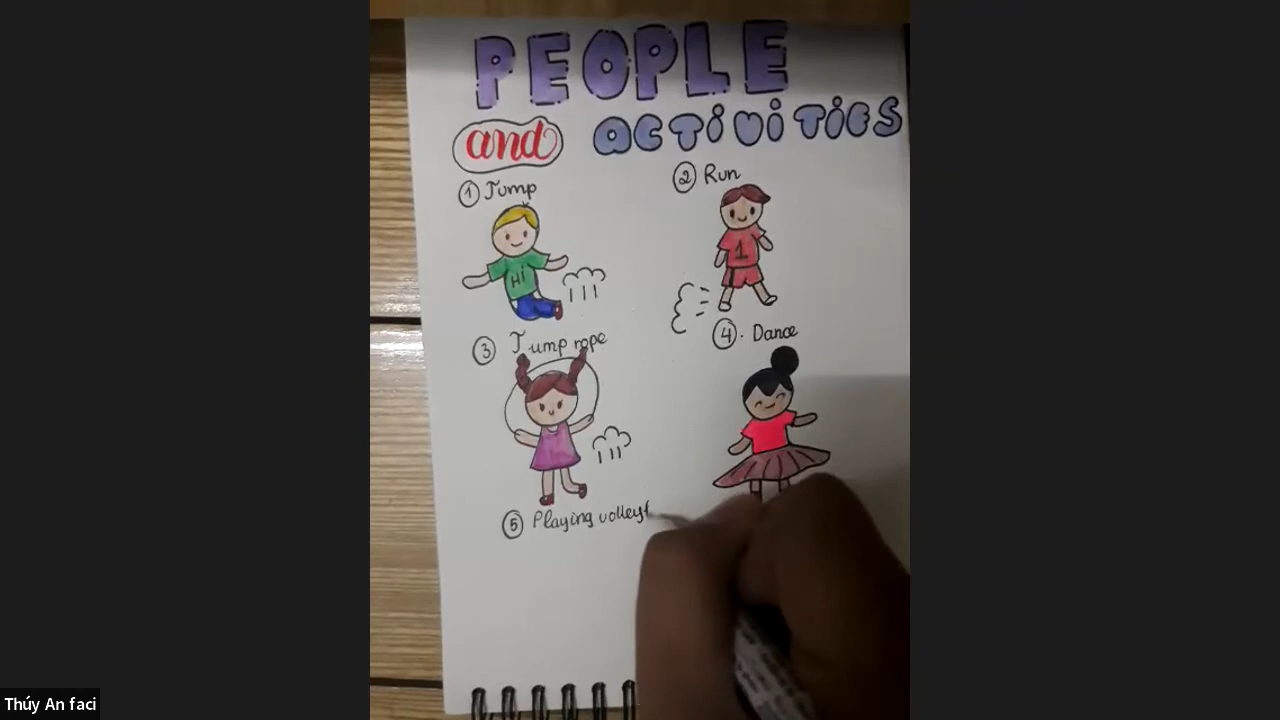 PEOPLE
and ACTiViTiES
1 Jump
2 Run
Hi
1
3 Jump rope
4. Dance
5 Playing volleyb
Thúy An faci